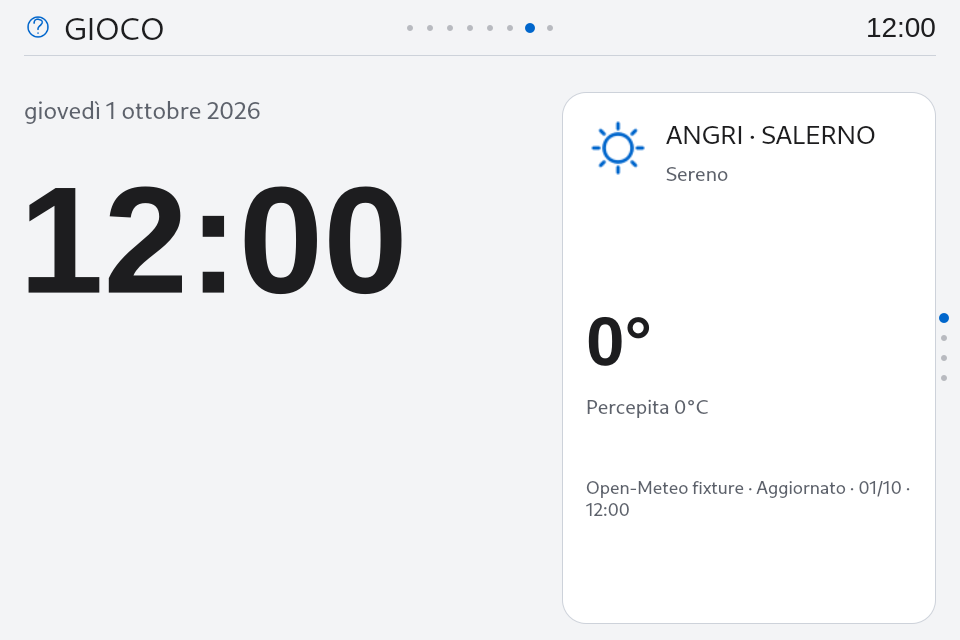 GIOCO
12:00
giovedì 1 ottobre 2026
12:00
ANGRI · SALERNO
Sereno
0°
Percepita 0°C
Open-Meteo fixture · Aggiornato · 01/10 ·
12:00